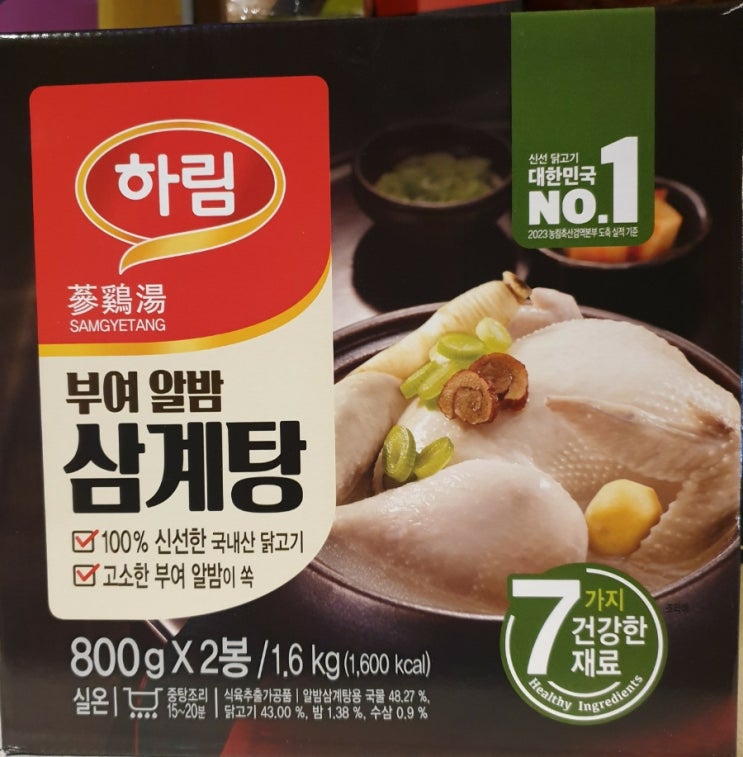 하림
蔘鷄湯
SAMGYETANG
부여 알밤
삼계탕
100% 신선한 국내산 닭고기
고소한 부여 알밤이 쏙
신선 닭고기
대한민국
NO.1
2023 농림축산검역본부 도축 실적 기준
7가지
건강한
재료
Healthy Ingredients
800g X 2봉/1.6 kg(1,600 kcal)
실온
중탕조리
15~20분
식육추출가공품 | 알밤삼계탕용 국물 48.27 %,
닭고기 43.00 %, 밤 1.38 %, 수삼 0.9 %